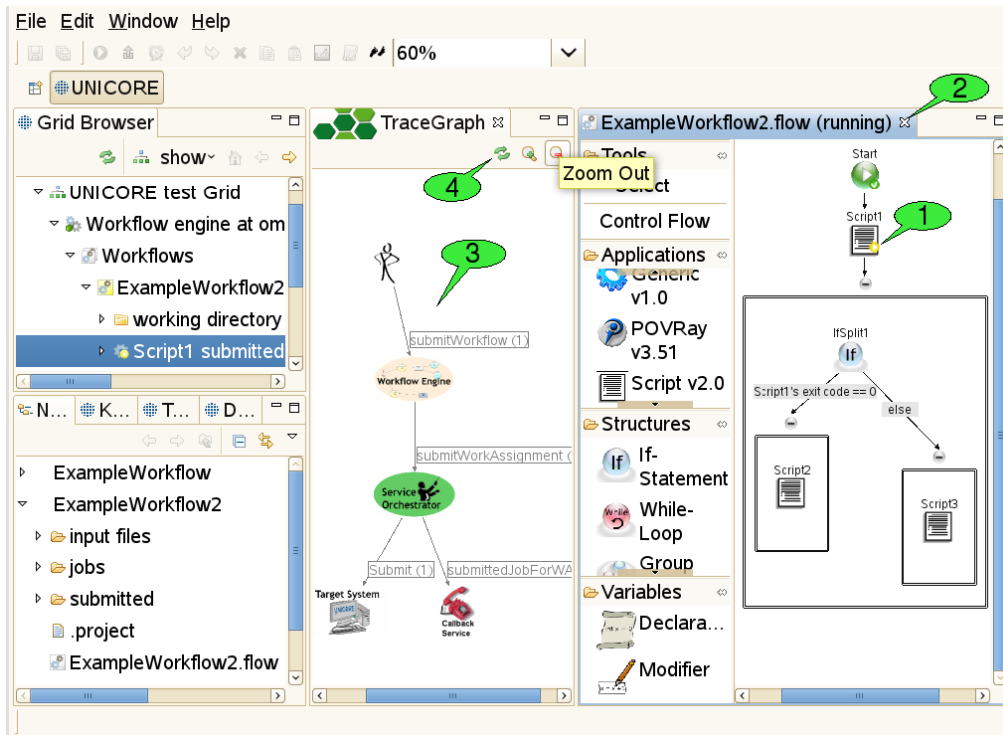 File Edit Window Help
60%
UNICORE
2
Grid Browser
TraceGraph
ExampleWorkflow2.flow (running)
show
4
Zoom Out
UNICORE test Grid
Workflow engine at om
Workflows
ExampleWorkflow2
working directory
Script1 submitted
N...
K...
T...
D...
ExampleWorkflow
ExampleWorkflow2
input files
jobs
submitted
.project
ExampleWorkflow2.flow
3
submitWorkflow (1)
Workflow Engine
submitWorkAssignment (
Service
Orchestrator
Submit (1)
submittedJobForWA
Target System
UNICORE
Callback
Service
Tools
Select
Control Flow
Applications
Generic
v1.0
POVRay
v3.51
Script v2.0
Structures
If
If-
Statement
While
While-
Loop
Group
Variables
Declara...
Modifier
Start
Script1
1
IfSplit1
If
Script1's exit code == 0
else
Script2
Script3